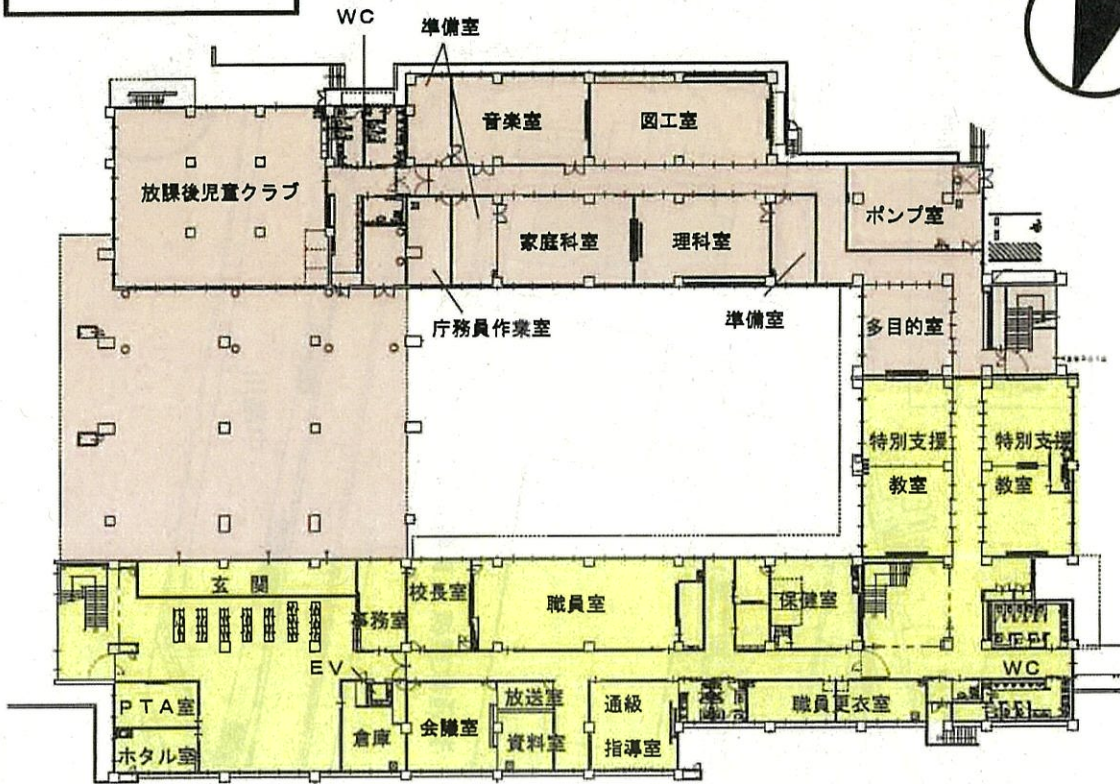 WC
準備室
音楽室
図工室
放課後児童クラブ
ポンプ室
家庭科室
理科室
庁務員作業室
準備室
多目的室
特別支援
教室
特別支援
教室
玄関
事務室
校長室
職員室
保健室
EV
WC
PTA室
ホタル室
倉庫
会議室
放送室
資料室
通級
指導室
職員更衣室